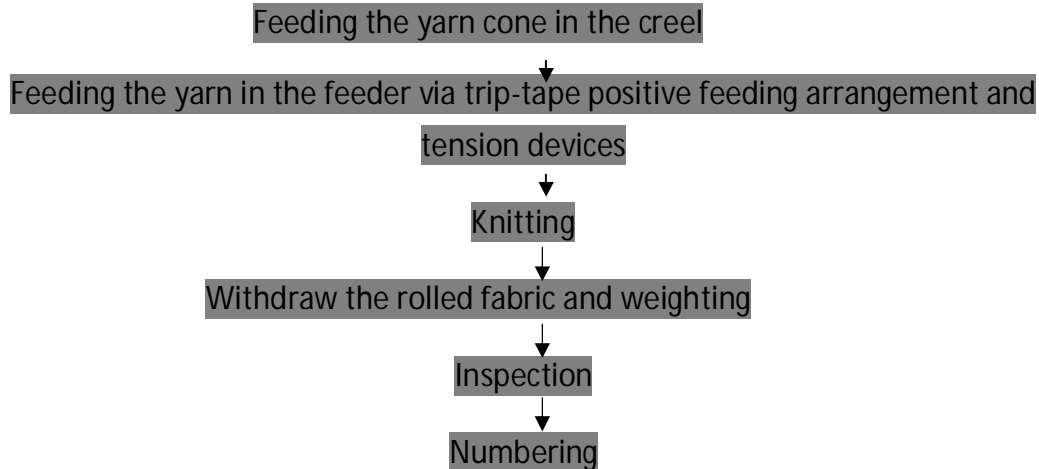 Feeding the yarn cone in the creel
Feeding the yarn in the feeder via trip-tape positive feeding arrangement and
tension devices
Knitting
Withdraw the rolled fabric and weighting
Inspection
Numbering